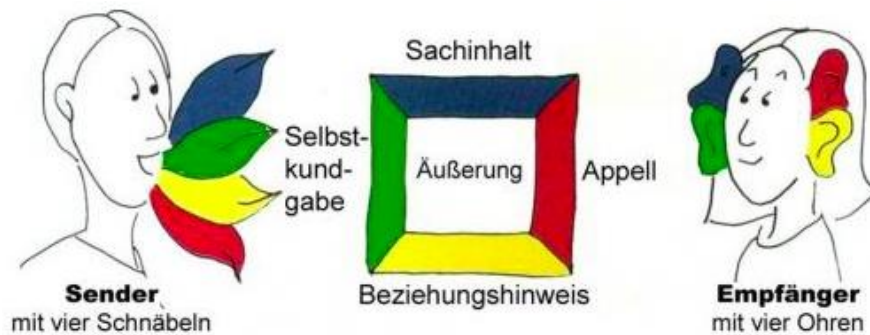 Sachinhalt
Selbst-
kund-
gabe
Äußerung
Appell
Beziehungshinweis
Sender
mit vier Schnäbeln
Empfänger
mit vier Ohren